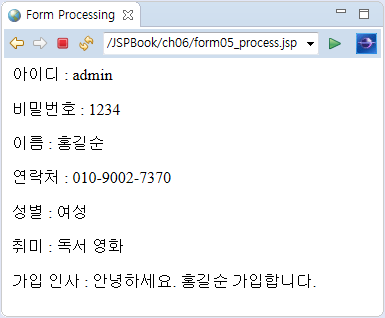 Form Processing
/JSPBook/ch06/form05_process.jsp
아이디 : admin
비밀번호 : 1234
이름 : 홍길순
연락처 : 010-9002-7370
성별 : 여성
취미 : 독서 영화
가입 인사 : 안녕하세요. 홍길순 가입합니다.